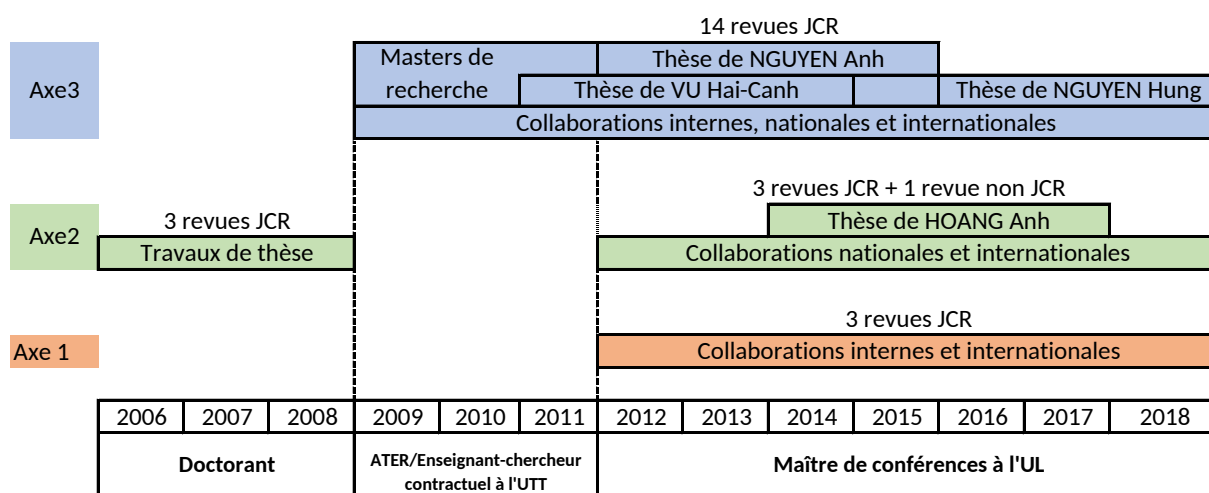 14 revues JCR
Axe3
Masters de
recherche
Thèse de NGUYEN Anh
Thèse de VU Hai-Canh
Thèse de NGUYEN Hung
Collaborations internes, nationales et internationales
3 revues JCR + 1 revue non JCR
Axe2
3 revues JCR
Thèse de HOANG Anh
Travaux de thèse
Collaborations nationales et internationales
3 revues JCR
Axe 1
Collaborations internes et internationales
2006 2007 2008 2009 2010 2011 2012 2013 2014 2015 2016 2017 2018
Doctorant
ATER/Enseignant-chercheur
contractuel à l'UTT
Maître de conférences à l'UL